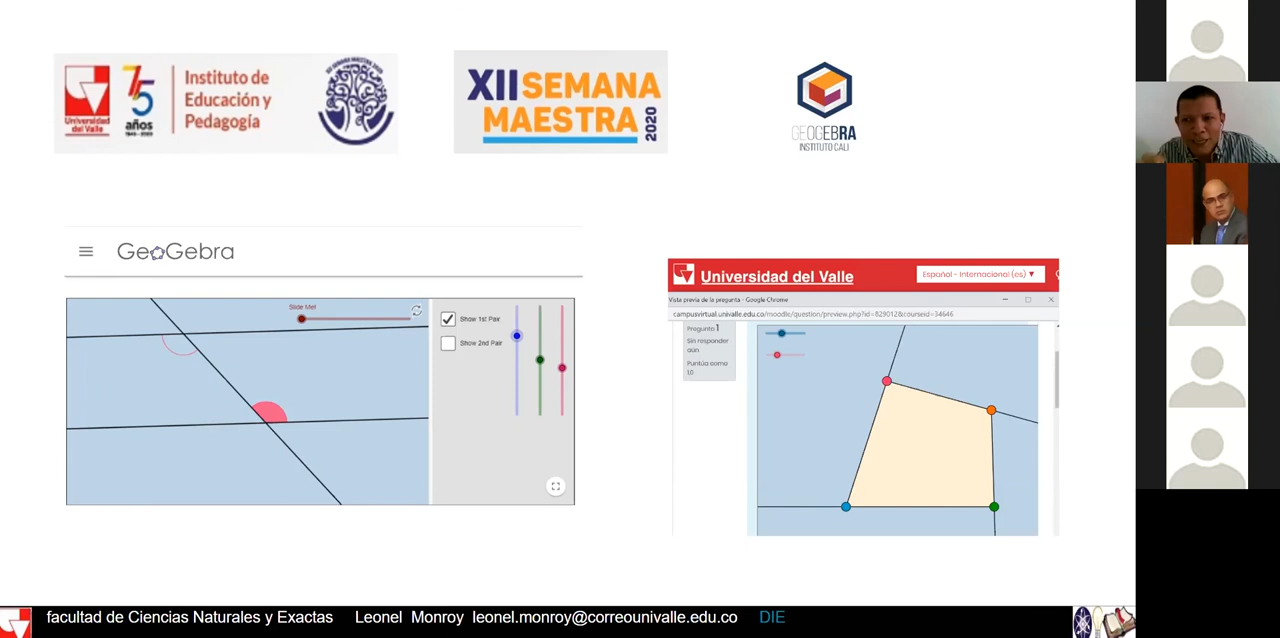 Universidad
del Valle
75
años
Instituto de
Educación y
Pedagogía
XII SEMANA
MAESTRA
2020
GEOGEBRA
INSTITUTO CALI
GeoGebra
Slide Me!
Show 1st Pair
Show 2nd Pair
Universidad del Valle
Español - Internacional (es) ▼
Vista previa de la pregunta - Google Chrome
campusvirtual.univalle.edu.co/moodle/question/preview.php?id=829012&courseid=34646
Pregunta 1
Sin responder
aún
Puntúa como
1,0
facultad de Ciencias Naturales y Exactas Leonel Monroy leonel.monroy@correounivalle.edu.co DIE